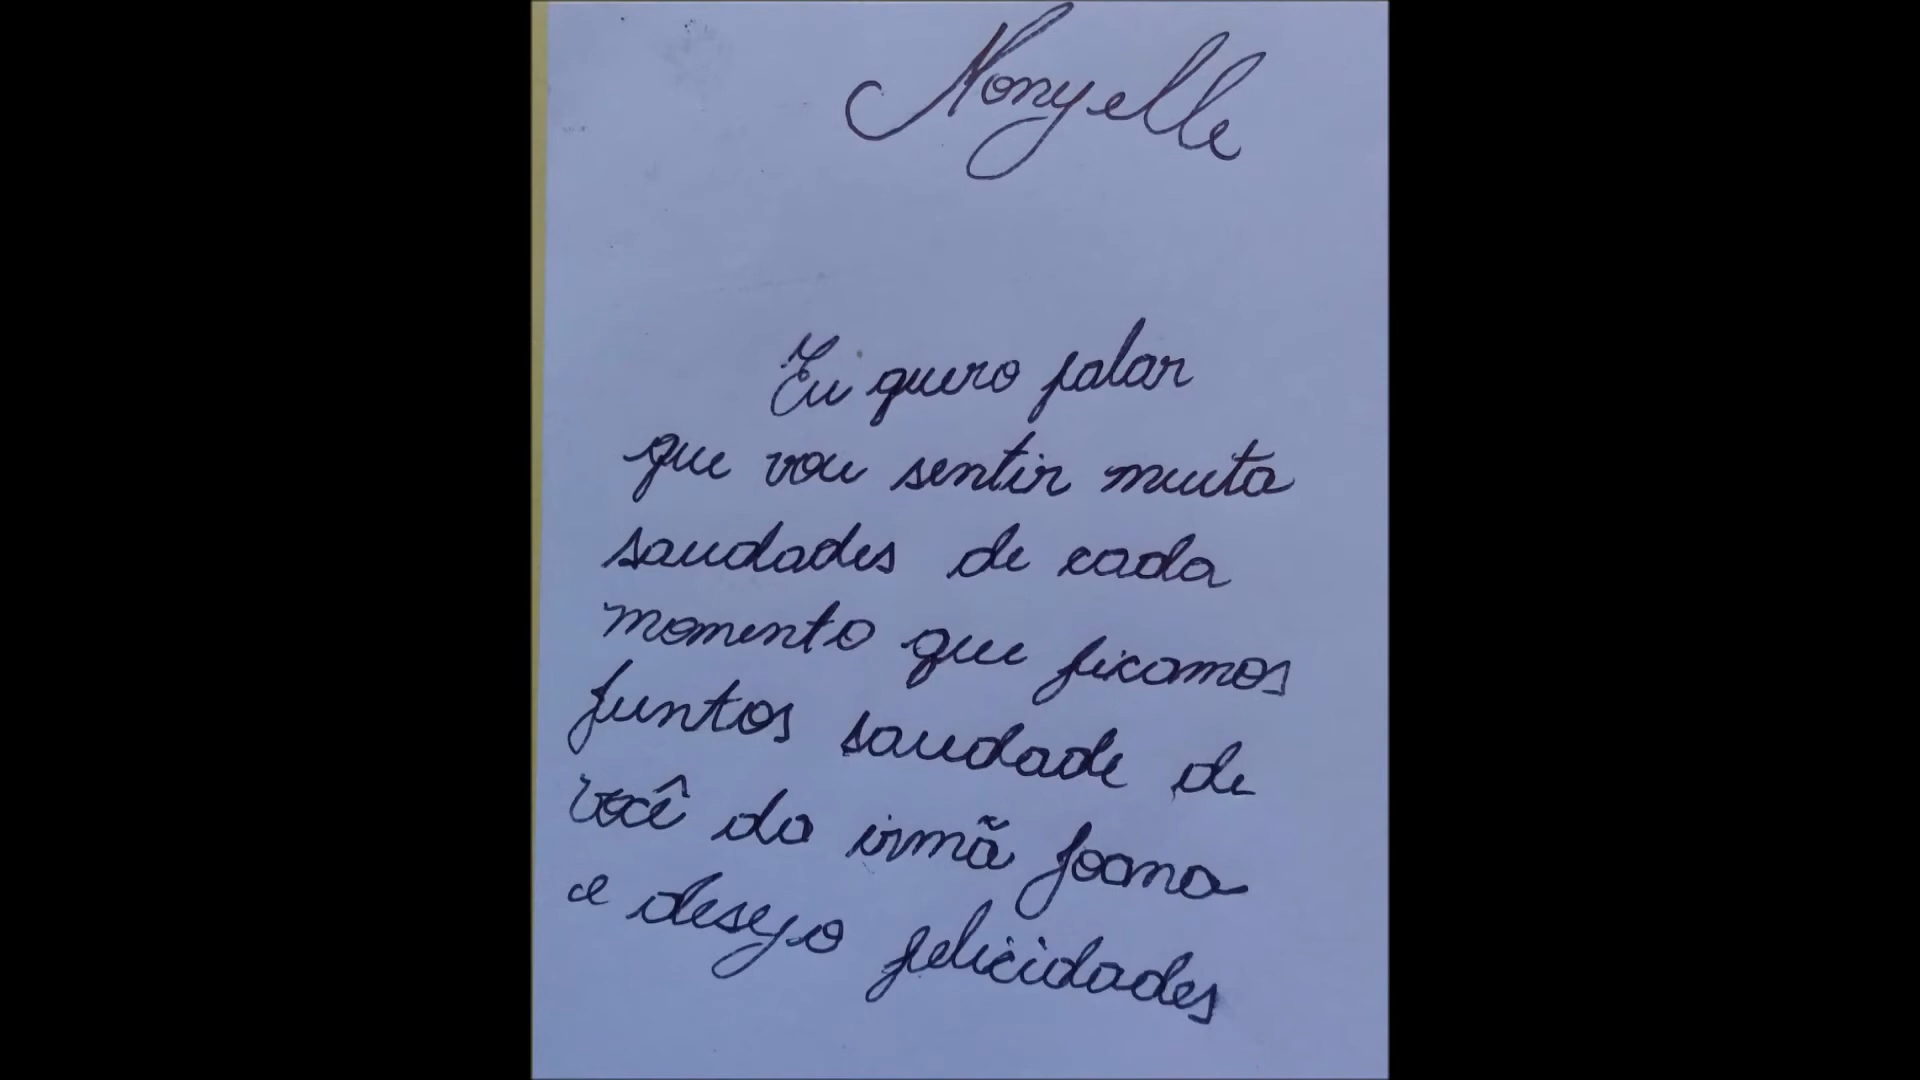 Nonyelle
Eu quero falar
que vou sentir muita
saudades de cada
momento que ficamos
juntos saudade de
você da irmã Joana
e desejo felicidades